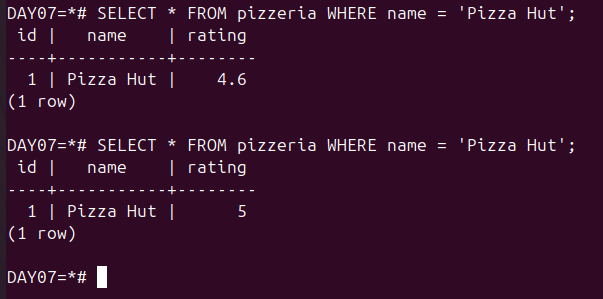 DAY07=*# SELECT * FROM pizzeria WHERE name = 'Pizza Hut';
 id |   name    | rating
----+-----------+--------
  1 | Pizza Hut |    4.6
(1 row)

DAY07=*# SELECT * FROM pizzeria WHERE name = 'Pizza Hut';
 id |   name    | rating
----+-----------+--------
  1 | Pizza Hut |      5
(1 row)

DAY07=*#